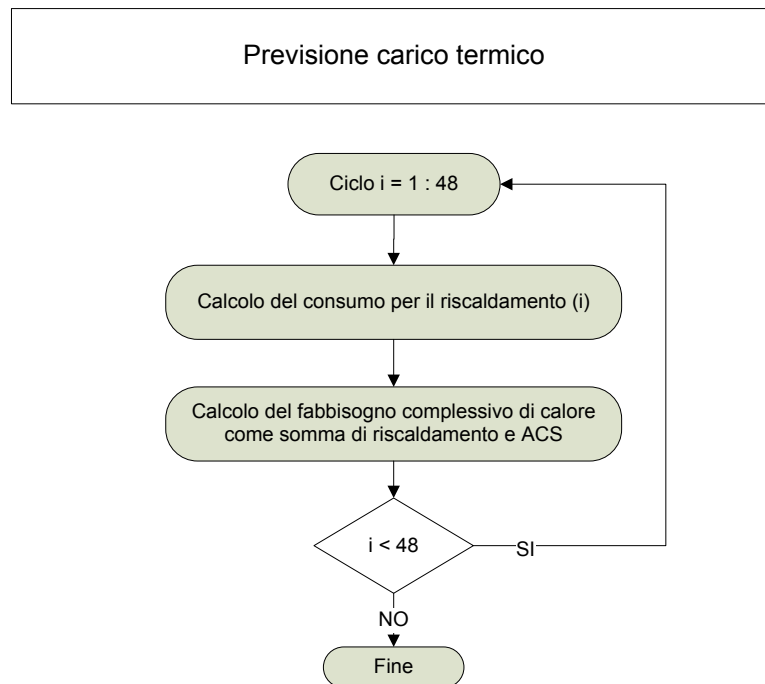 Previsione carico termico
Ciclo i = 1 : 48
Calcolo del consumo per il riscaldamento (i)
Calcolo del fabbisogno complessivo di calore
come somma di riscaldamento e ACS
i < 48
SI
NO
Fine